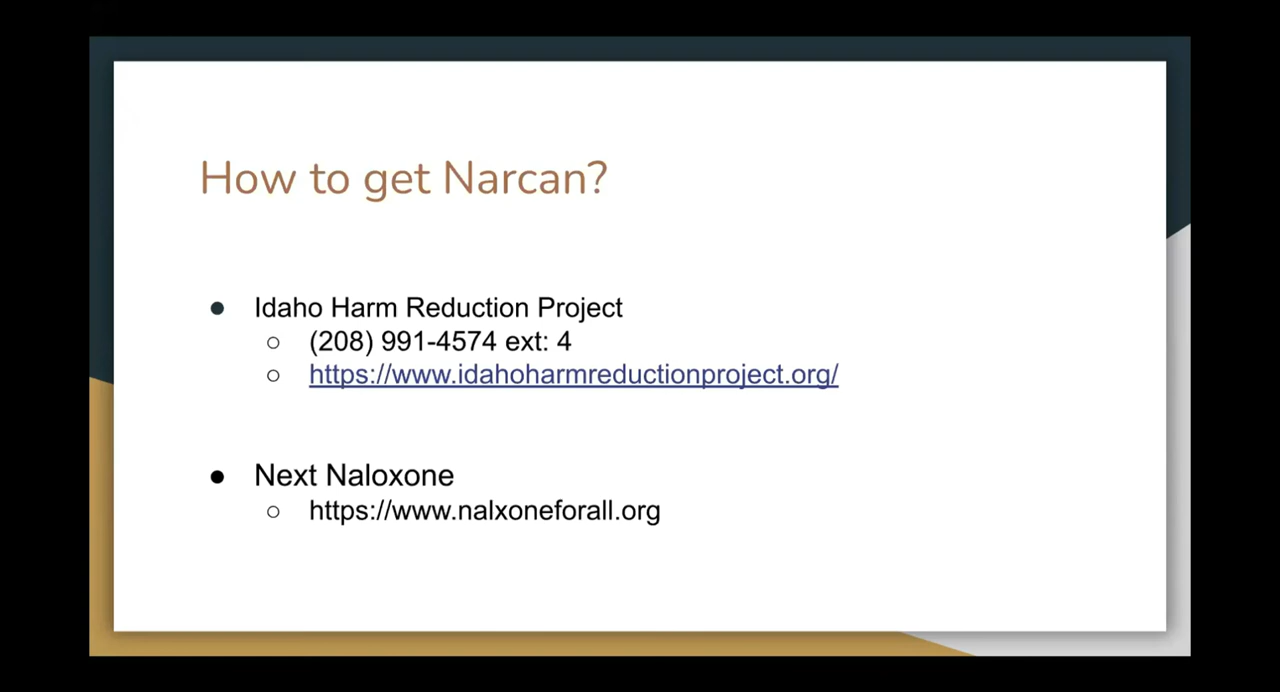 How to get Narcan?
● Idaho Harm Reduction Project
○ (208) 991-4574 ext: 4
○ https://www.idahoharmreductionproject.org/
● Next Naloxone
○ https://www.nalxoneforall.org